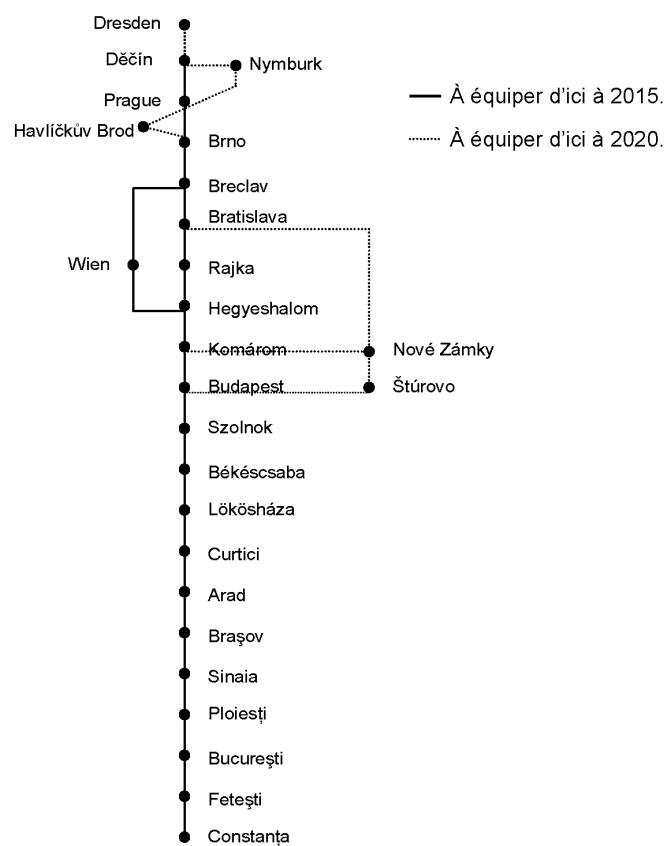 Dresden
Děčín
Nymburk
Prague
Havlíčkův Brod
Brno
Breclav
Bratislava
Wien
Rajka
Hegyeshalom
Komárom
Nové Zámky
Budapest
Štúrovo
Szolnok
Békéscsaba
Lökösháza
Curtici
Arad
Braşov
Sinaia
Ploieşți
Bucureşti
Feteşti
Constanța
À équiper d’ici à 2015.
À équiper d’ici à 2020.